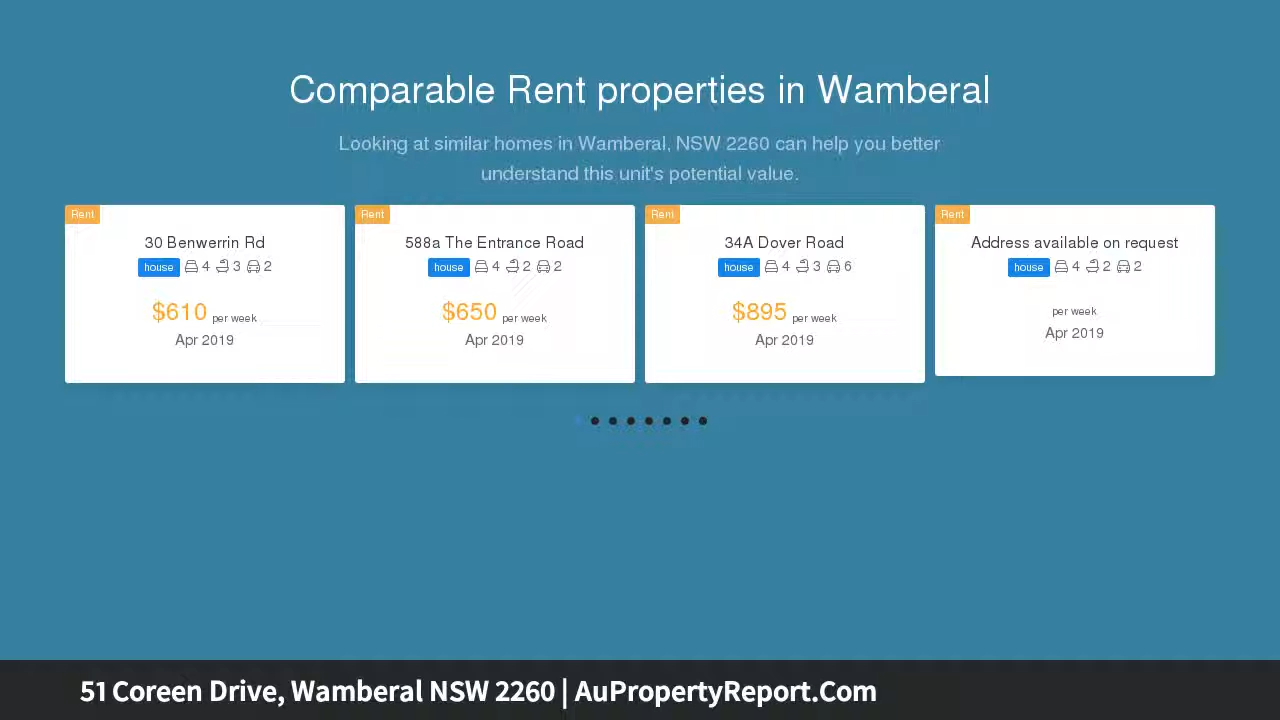 Comparable Rent properties in Wamberal
Looking at similar homes in Wamberal, NSW 2260 can help you better
understand this unit's potential value.
Rent
30 Benwerrin Rd
house 4 3 2
$610 per week
Apr 2019
Rent
588a The Entrance Road
house 4 2 2
$650 per week
Apr 2019
Rent
34A Dover Road
house 4 3 6
$895 per week
Apr 2019
Rent
Address available on request
house 4 2 2
per week
Apr 2019
51 Coreen Drive, Wamberal NSW 2260 | AuPropertyReport.Com